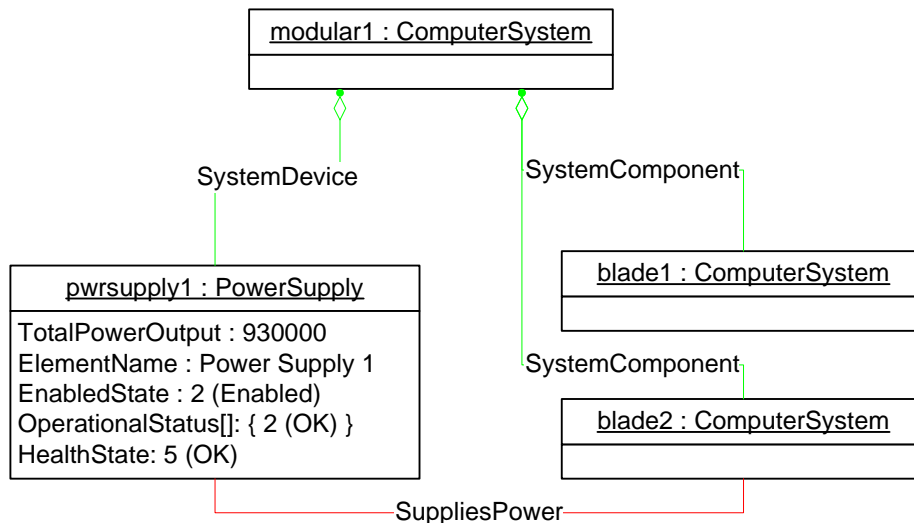 modular1 : ComputerSystem
SystemDevice
SystemComponent
blade1 : ComputerSystem
pwrsupply1 : PowerSupply
TotalPowerOutput : 930000
ElementName : Power Supply 1
EnabledState : 2 (Enabled)
OperationalStatus[]: { 2 (OK) }
HealthState: 5 (OK)
SystemComponent
blade2 : ComputerSystem
SuppliesPower